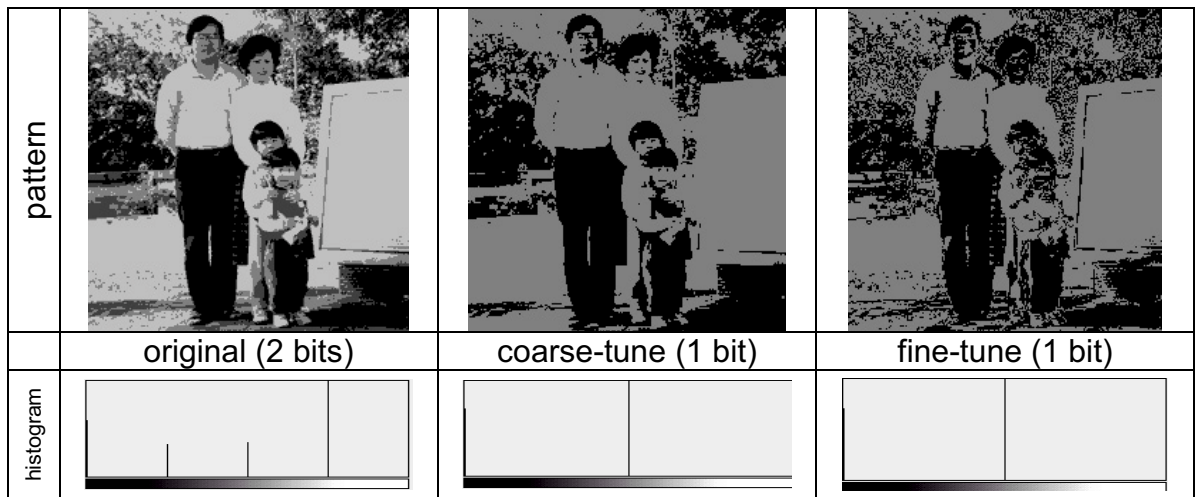 pattern
original (2 bits)
coarse-tune (1 bit)
fine-tune (1 bit)
histogram